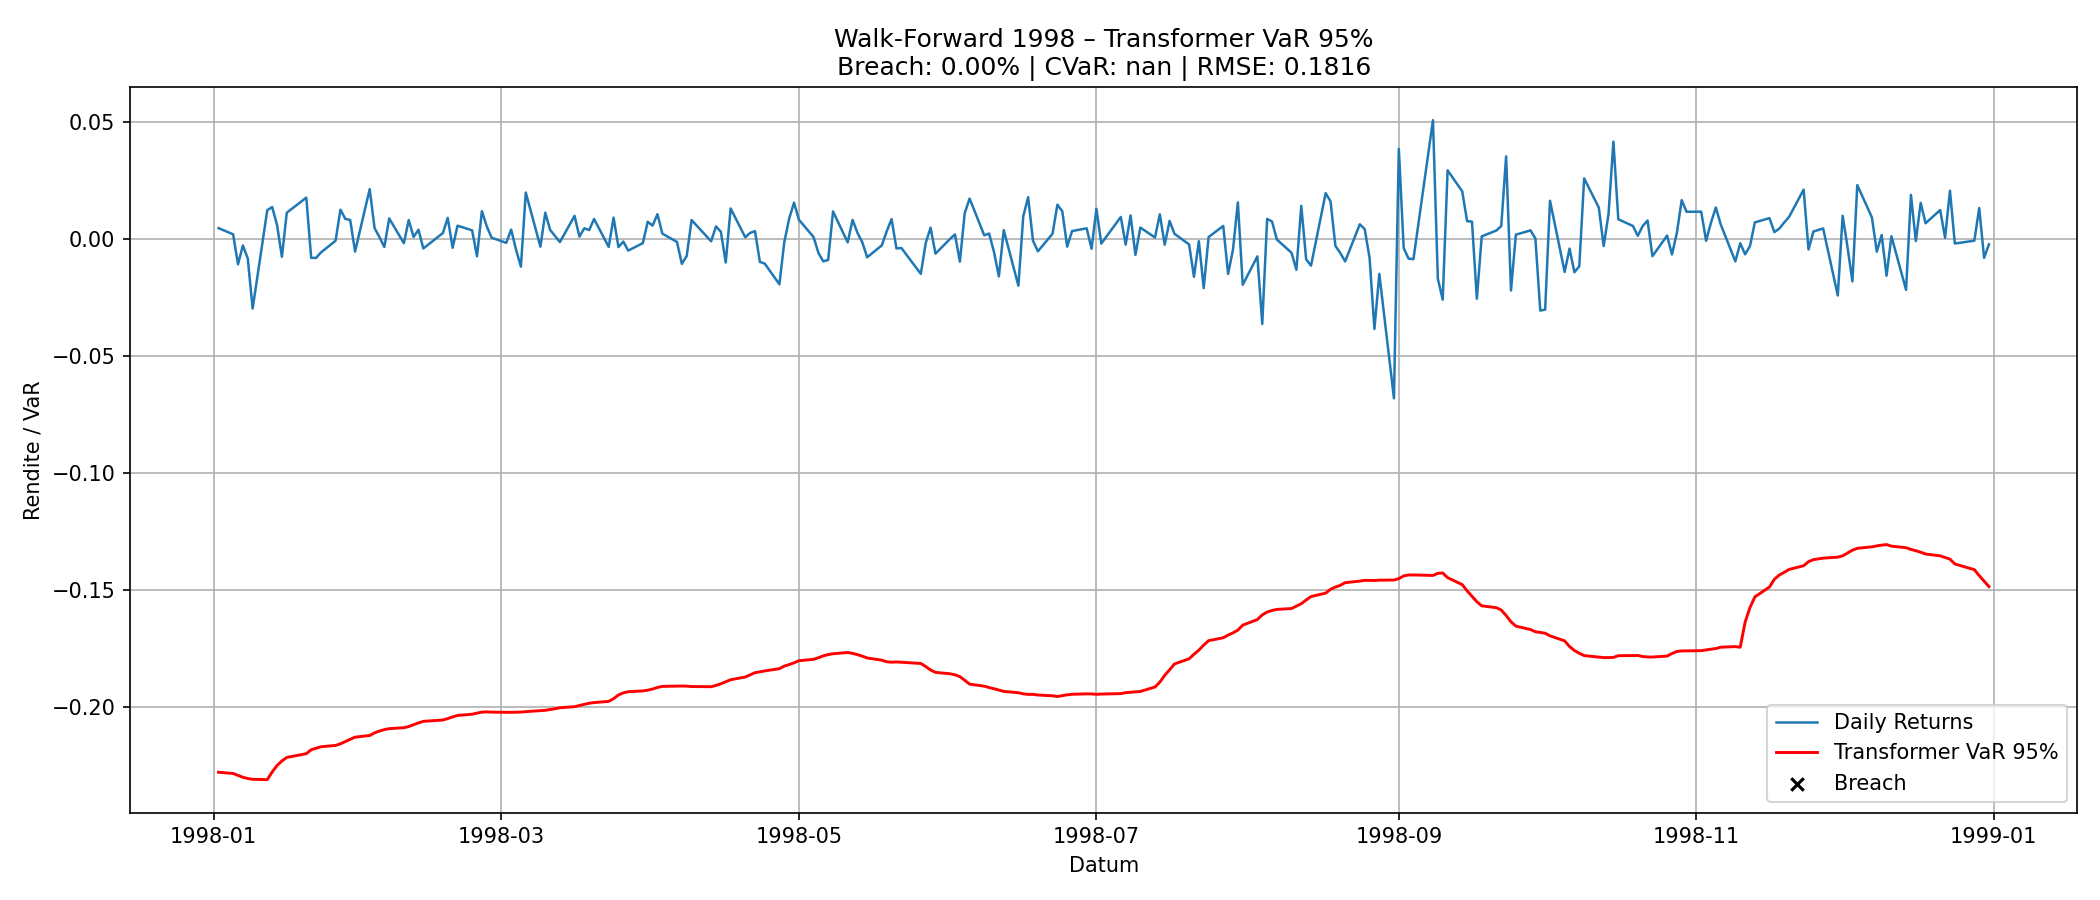 Walk-Forward 1998 – Transformer VaR 95%
Breach: 0.00% | CVaR: nan | RMSE: 0.1816
Rendite / VaR
0.05
0.00
−0.05
−0.10
−0.15
−0.20
Daily Returns
Transformer VaR 95%
Breach
1998-01
1998-03
1998-05
1998-07
1998-09
1998-11
1999-01
Datum